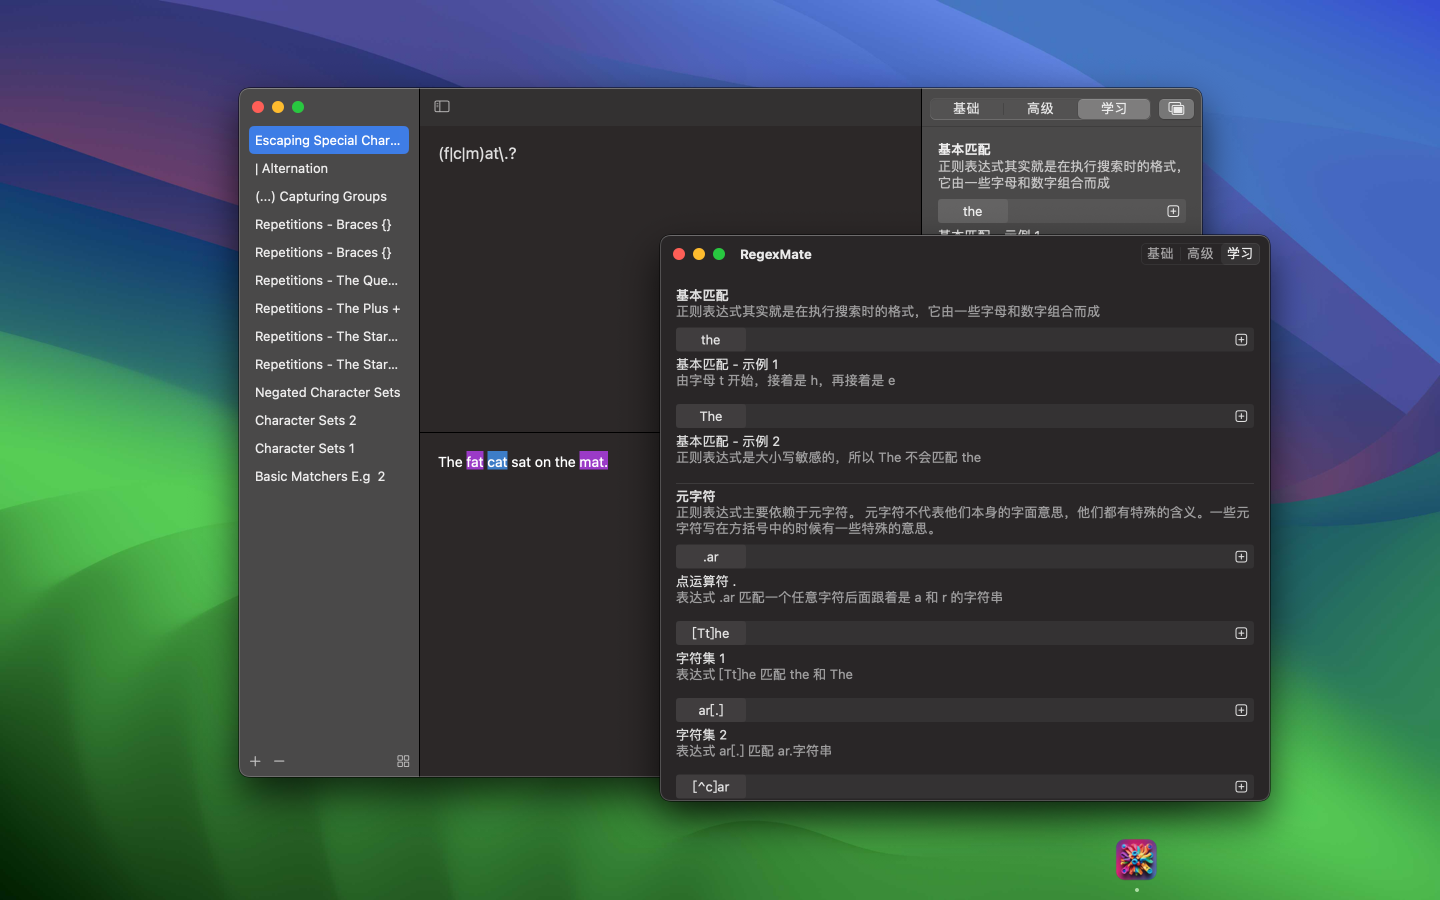 Escaping Special Char...
| Alternation
(...) Capturing Groups
Repetitions - Braces {}
Repetitions - Braces {}
Repetitions - The Que...
Repetitions - The Plus +
Repetitions - The Star...
Repetitions - The Star...
Negated Character Sets
Character Sets 2
Character Sets 1
Basic Matchers E.g  2
(f|c|m)at\.?
The fat cat sat on the mat.
基础 高级 学习
基本匹配
正则表达式其实就是在执行搜索时的格式，
它由一些字母和数字组合而成
the
基本匹配 - 示例 1
RegexMate
基础 高级 学习
基本匹配
正则表达式其实就是在执行搜索时的格式，它由一些字母和数字组合而成
the
基本匹配 - 示例 1
由字母 t 开始，接着是 h，再接着是 e
The
基本匹配 - 示例 2
正则表达式是大小写敏感的，所以 The 不会匹配 the
元字符
正则表达式主要依赖于元字符。 元字符不代表他们本身的字面意思，他们都有特殊的含义。一些元
字符写在方括号中的时候有一些特殊的意思。
.ar
点运算符 .
表达式 .ar 匹配一个任意字符后面跟着是 a 和 r 的字符串
[Tt]he
字符集 1
表达式 [Tt]he 匹配 the 和 The
ar[.]
字符集 2
表达式 ar[.] 匹配 ar.字符串
[^c]ar